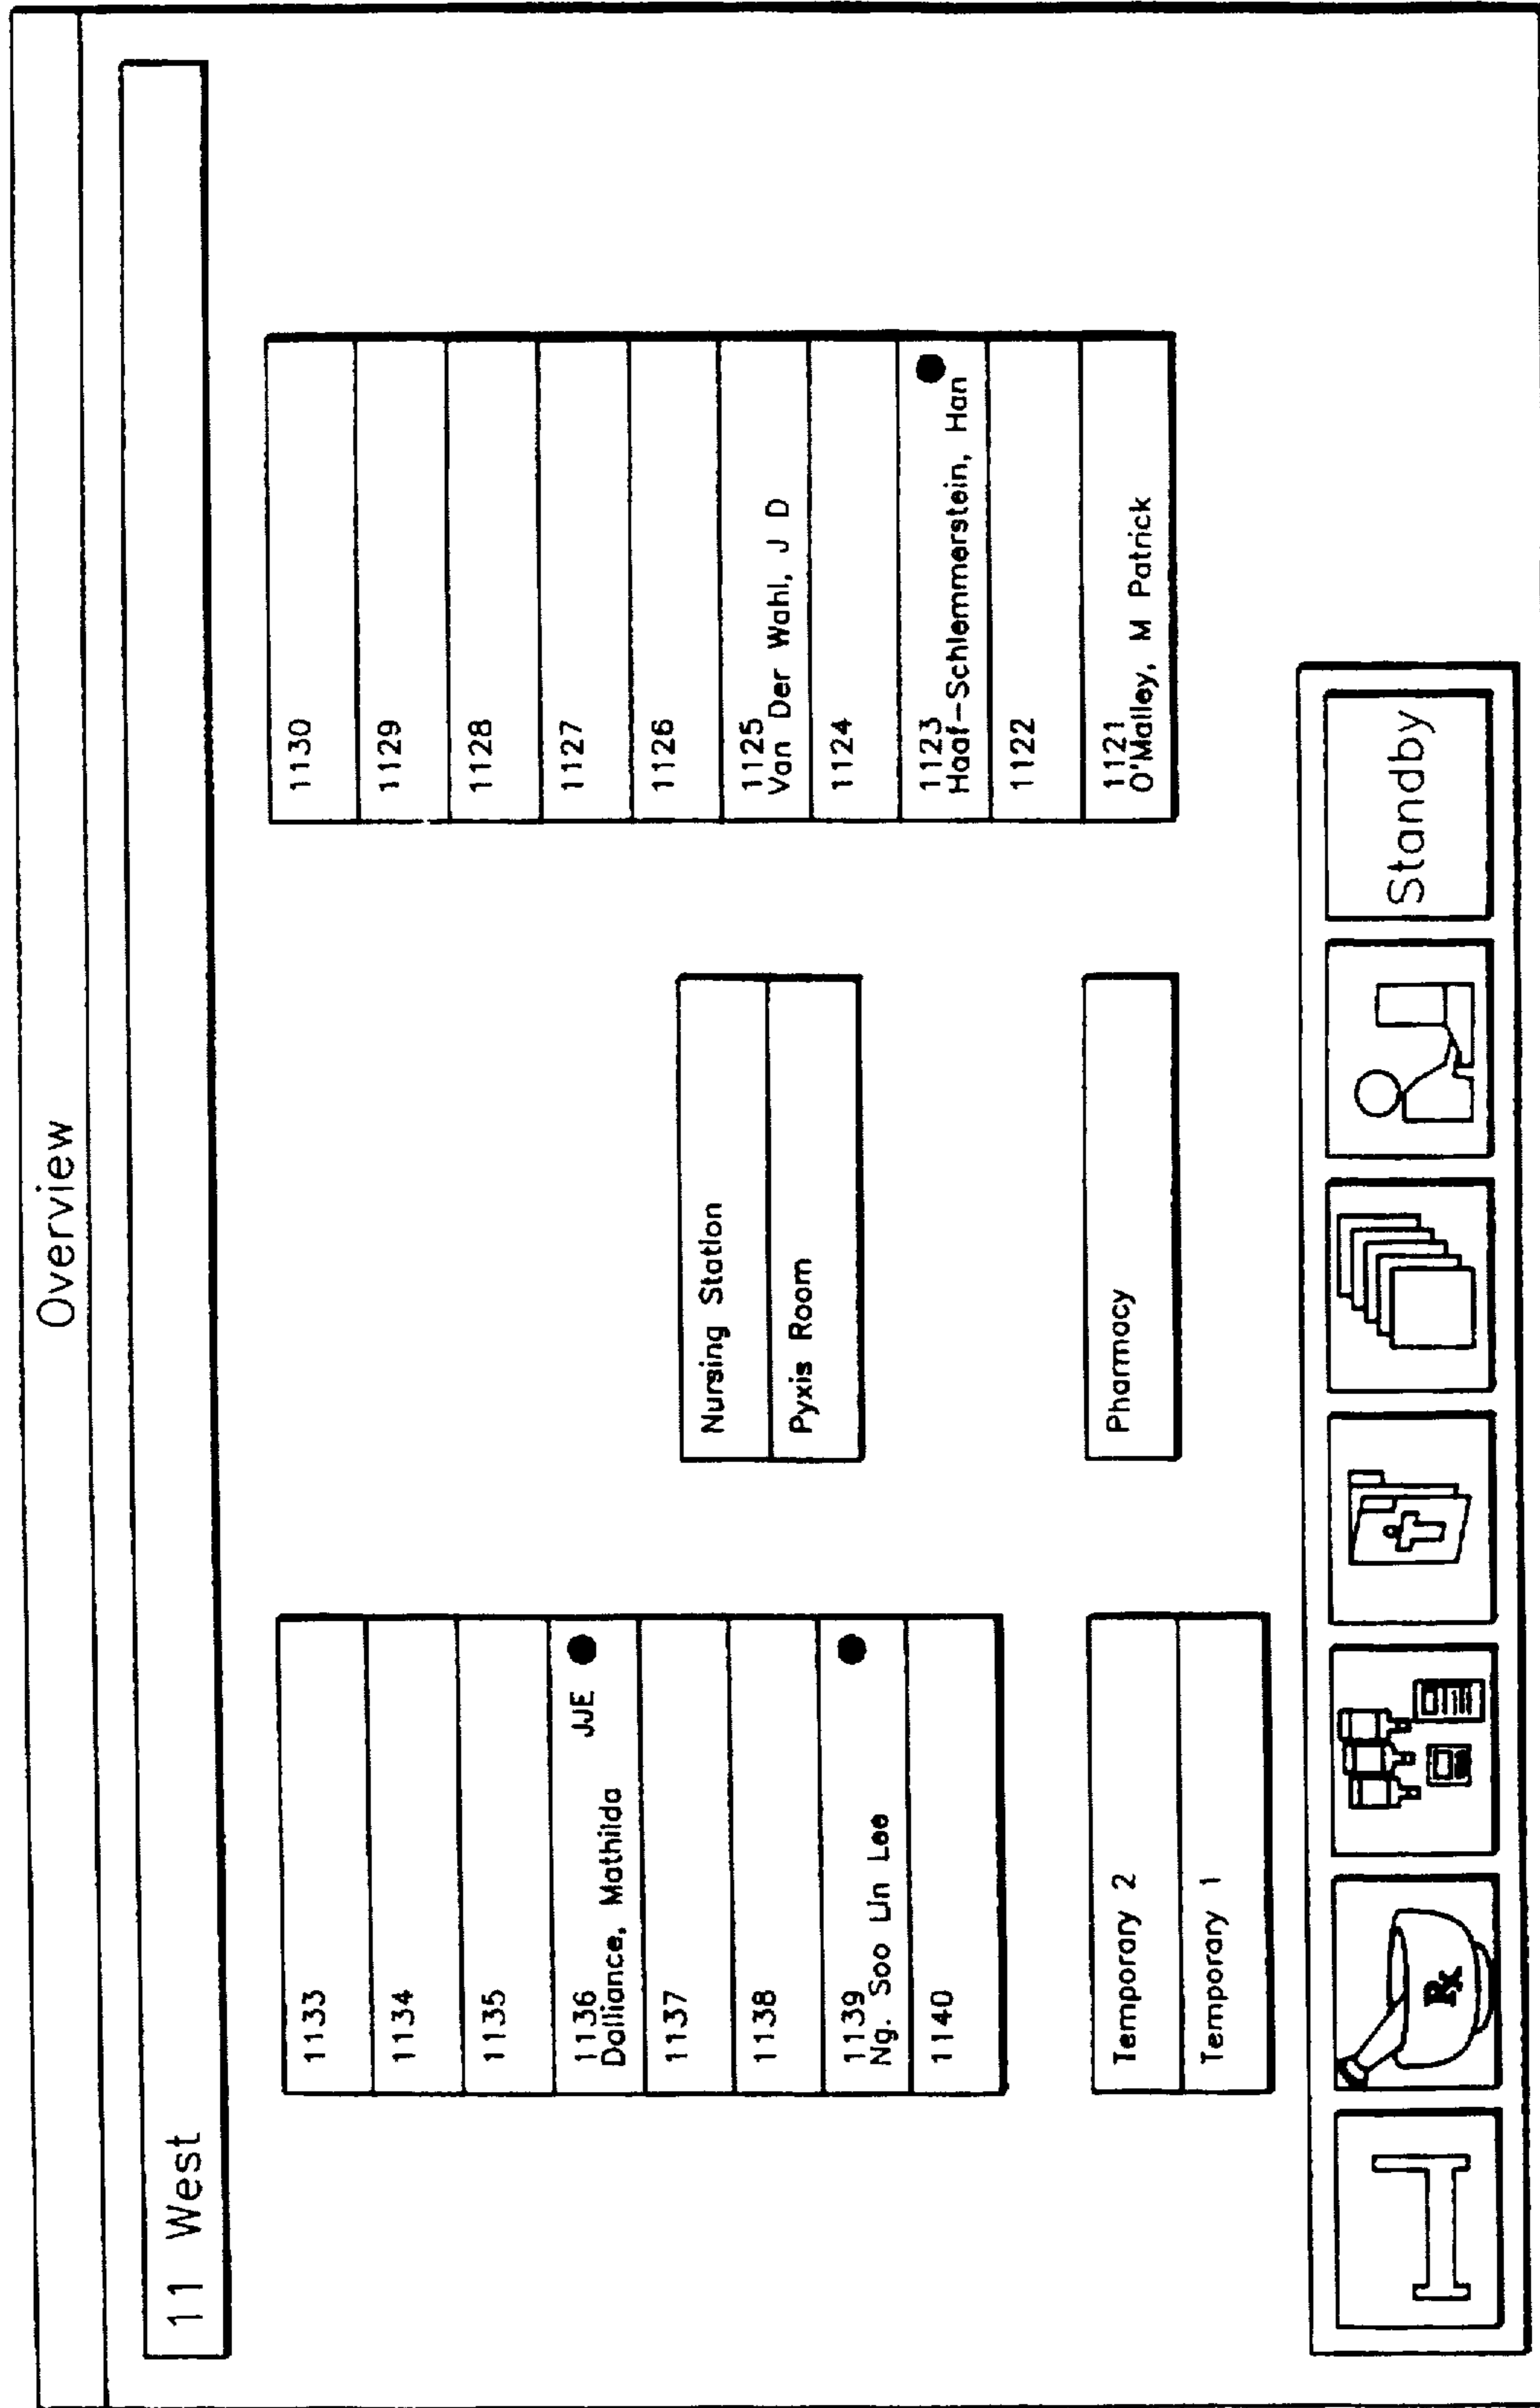 Overview
11 West
1133
1134
1135
1136 JJE
Dalliance, Mathilda
1137
1138
1139
Ng. Soo Lin Lee
1140
Temporary 2
Temporary 1
Nursing Station
Pyxis Room
Pharmacy
1130
1129
1128
1127
1126
1125
Van Der Wahl, J D
1124
1123
Haaf-Schlemmerstein, Han
1122
1121
O'Malley, M Patrick
Rx
Standby